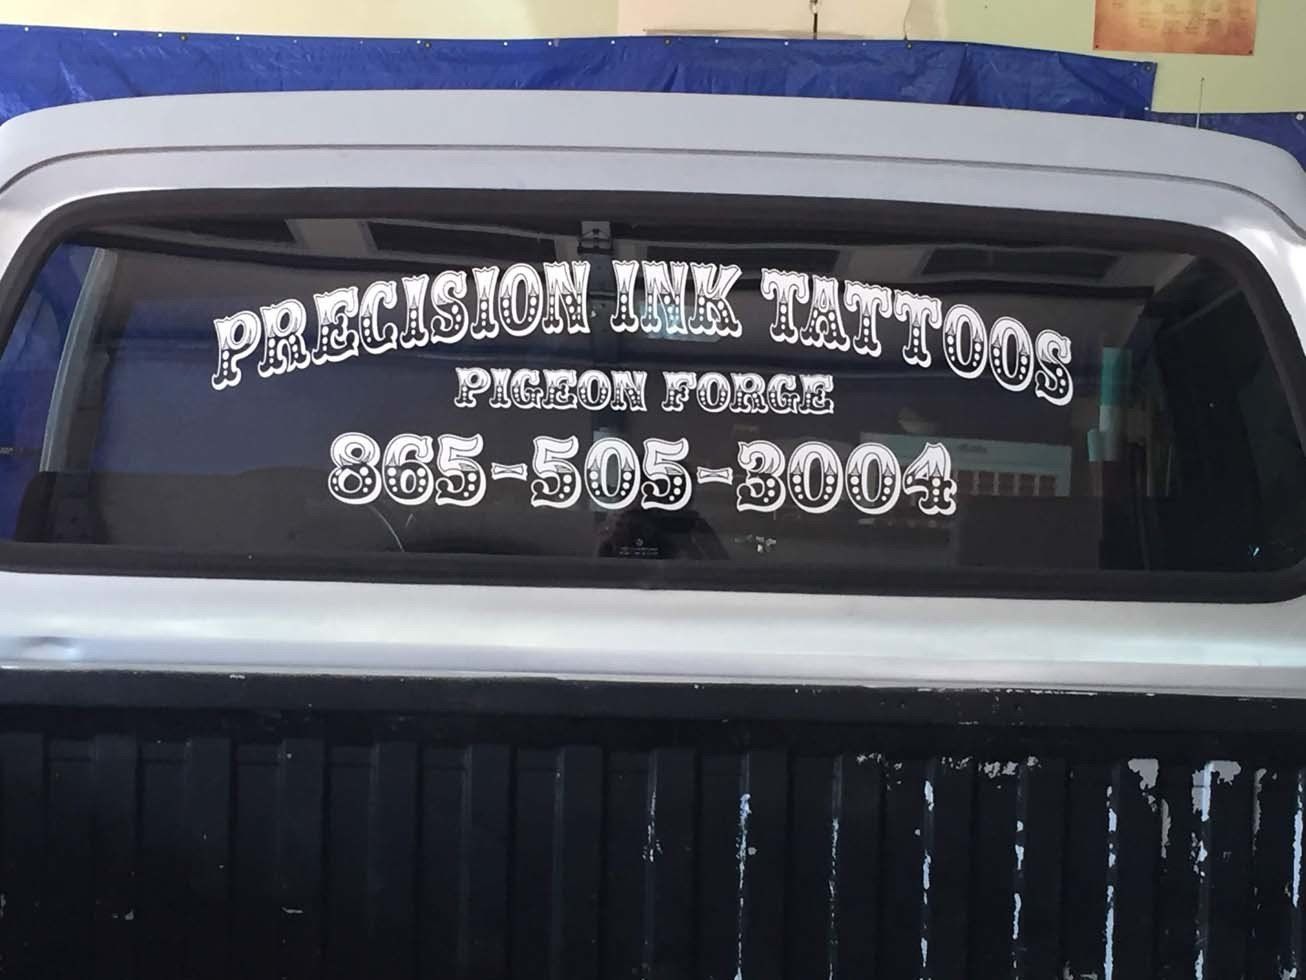 PRECISION INK TATTOOS
PIGEON FORGE
865-505-3004